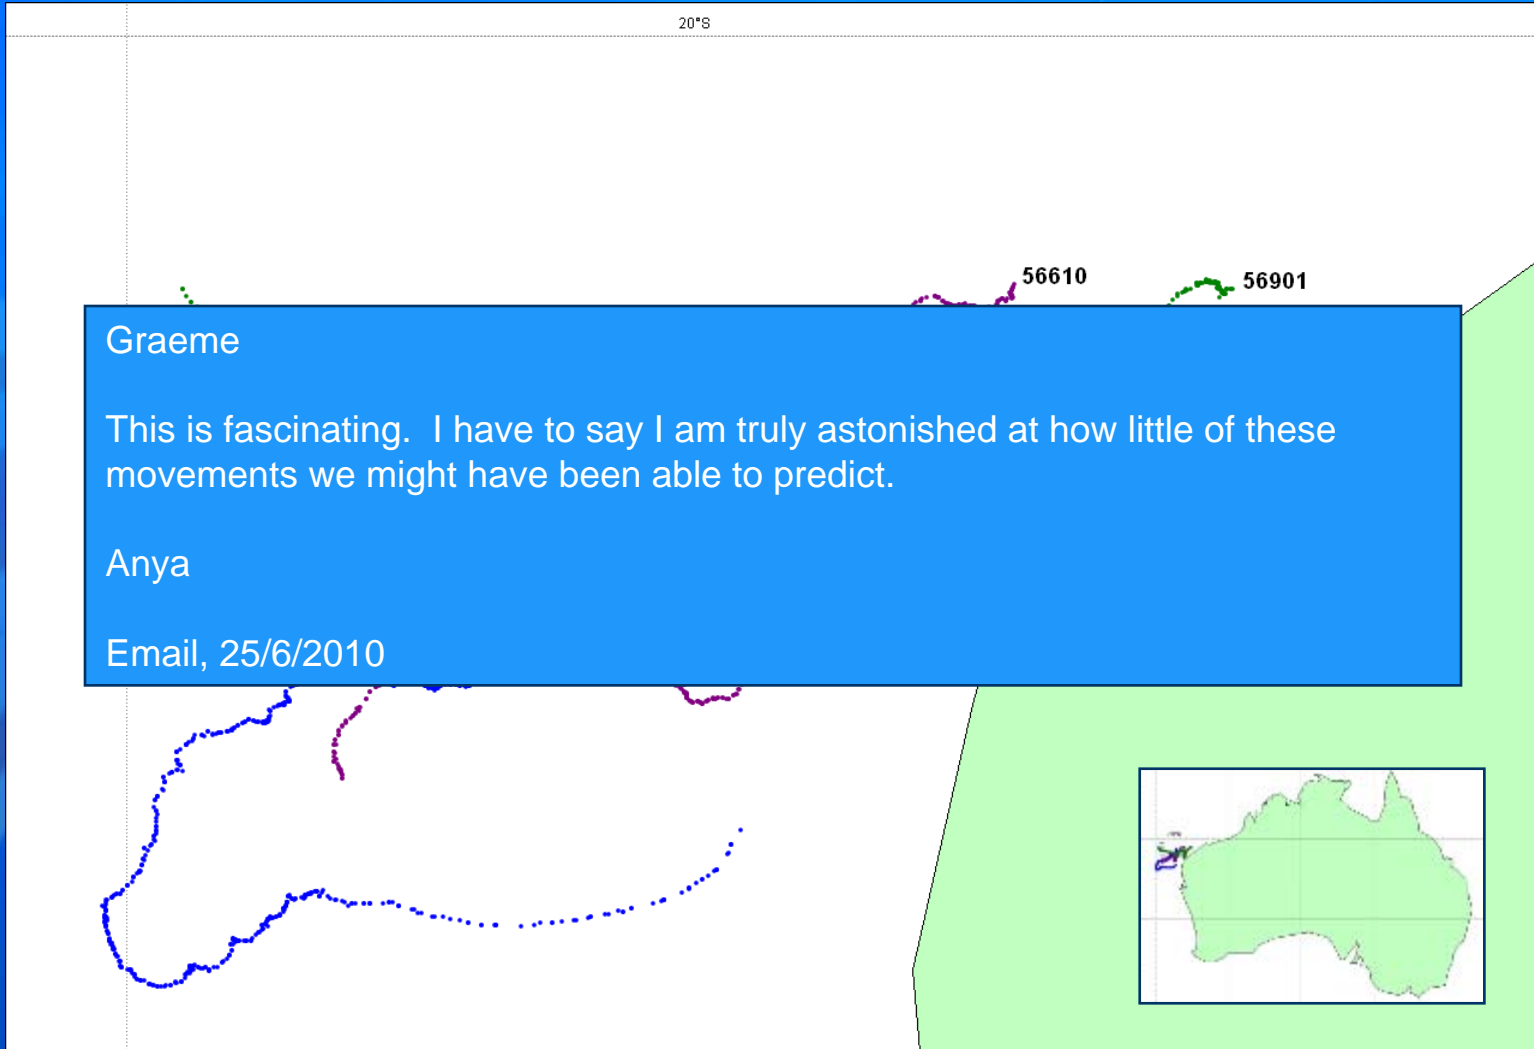 20°S
56610
56901
Graeme
This is fascinating.  I have to say I am truly astonished at how little of these
movements we might have been able to predict.
Anya
Email, 25/6/2010